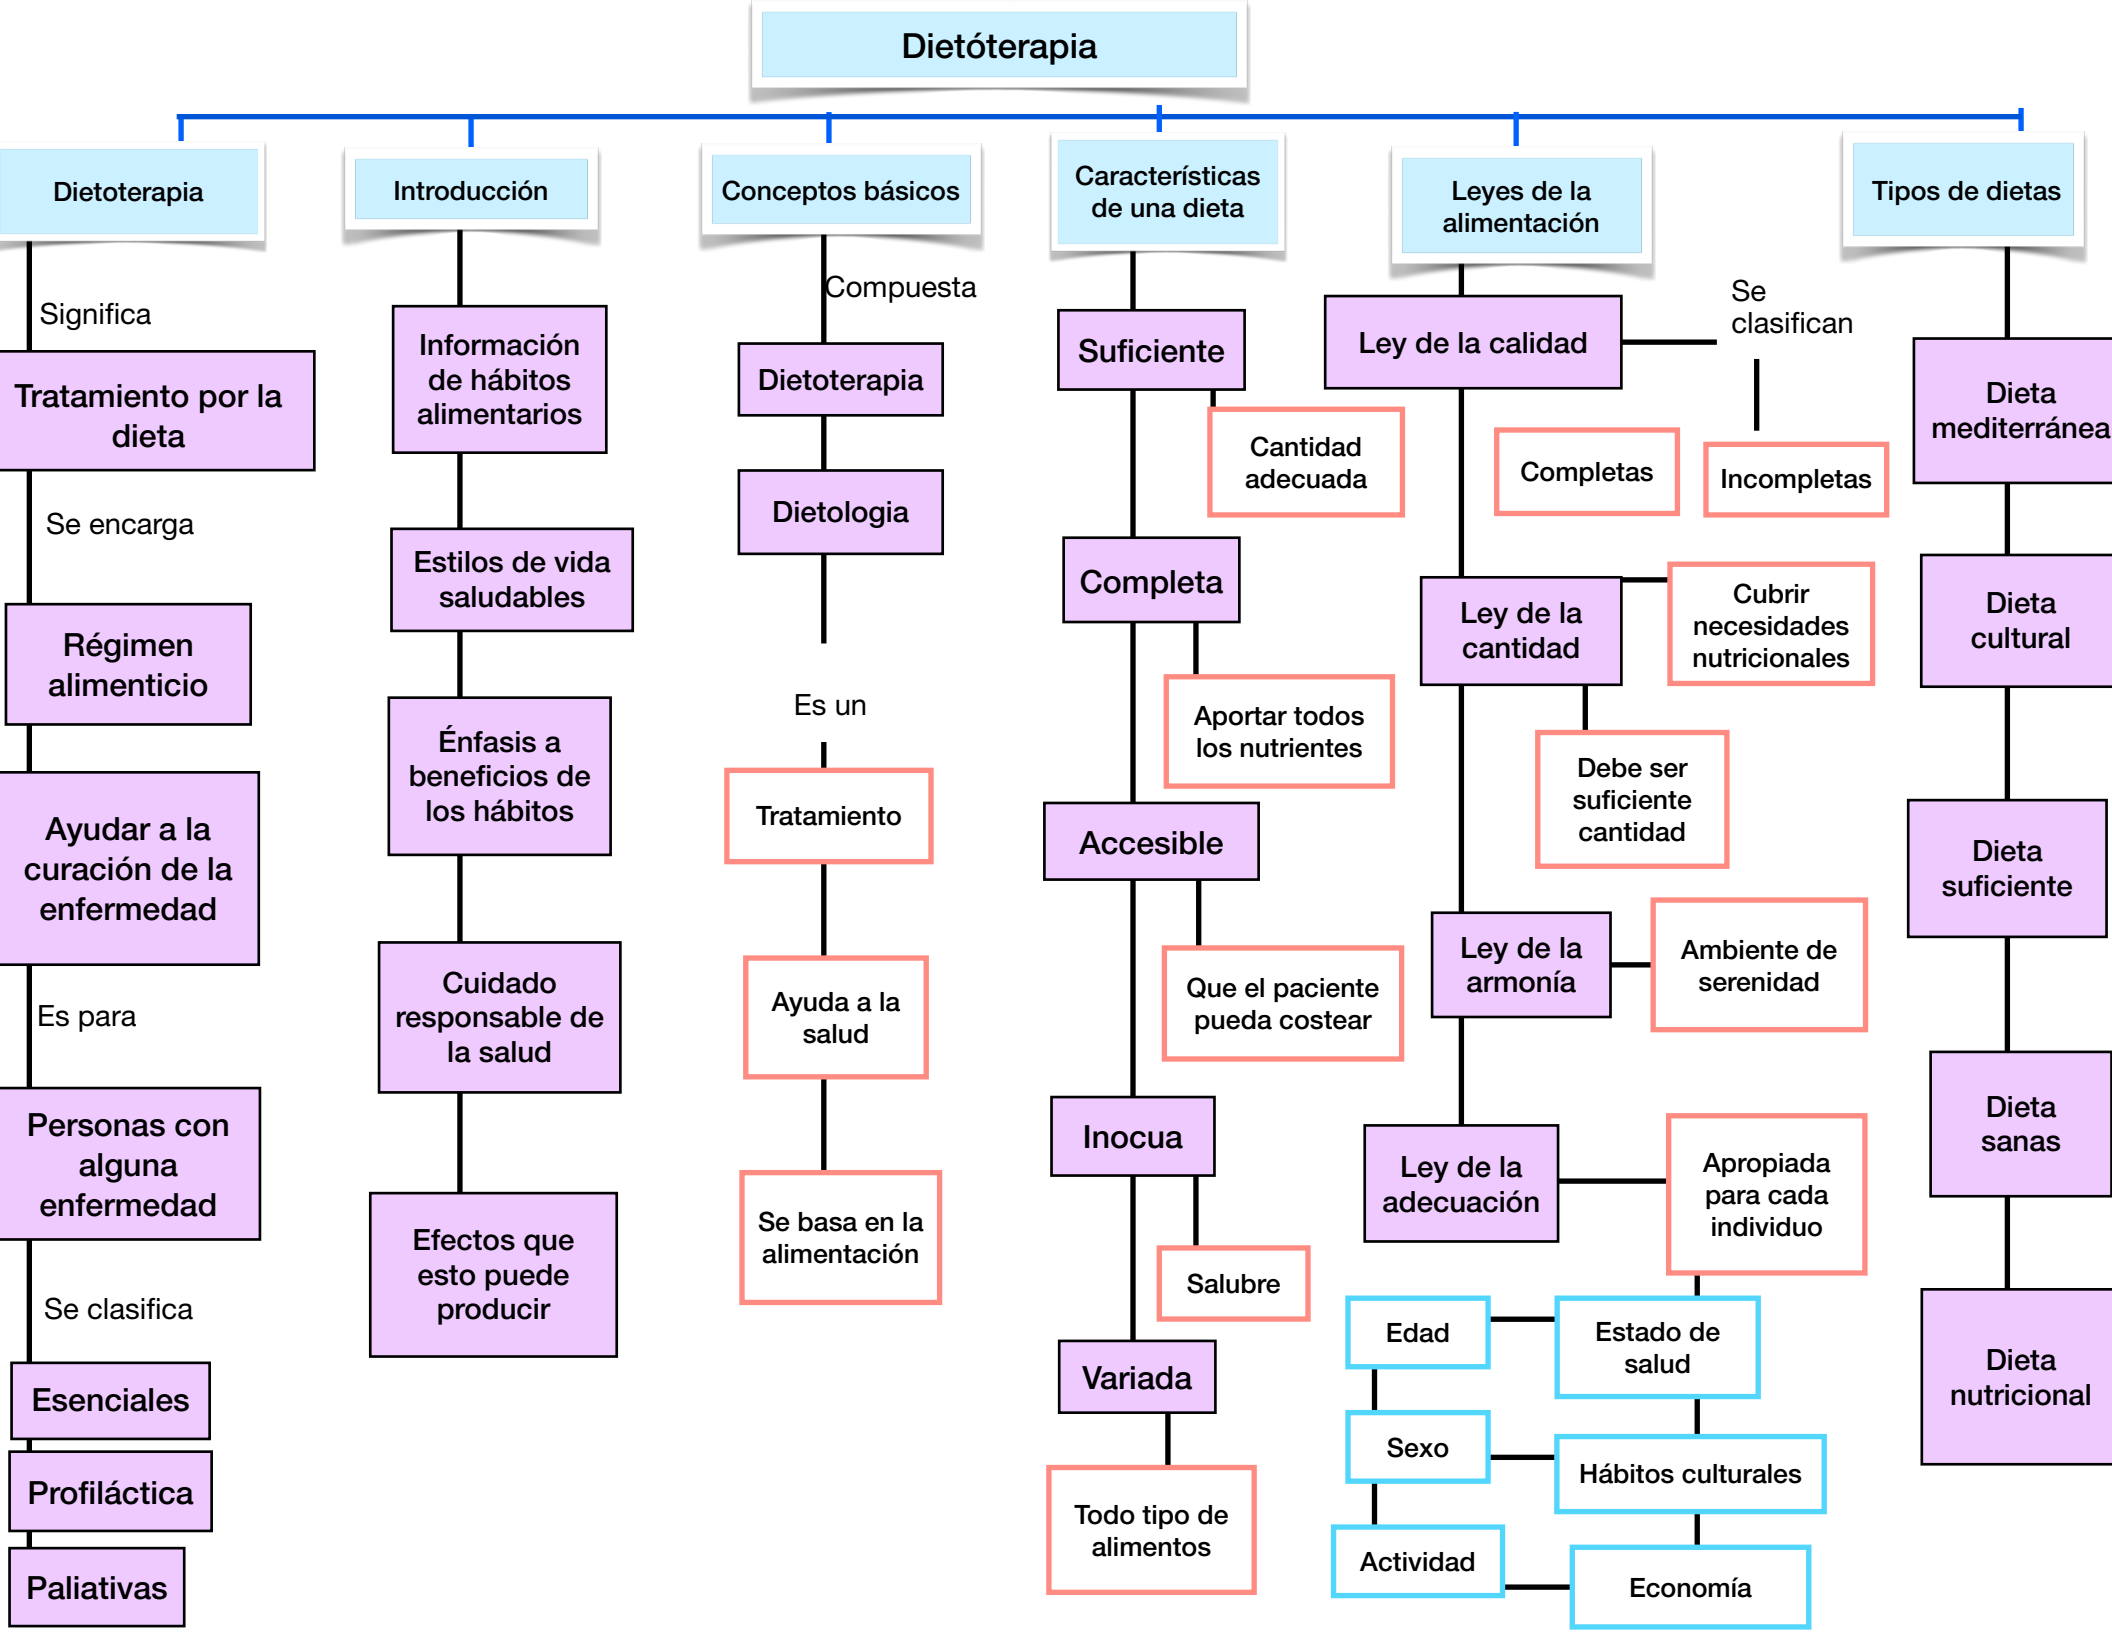 Dietóterapia
Dietoterapia
Significa
Tratamiento por la
dieta
Se encarga
Régimen
alimenticio
Ayudar a la
curación de la
enfermedad
Es para
Personas con
alguna
enfermedad
Se clasifica
Esenciales
Profiláctica
Paliativas
Introducción
Información
de hábitos
alimentarios
Estilos de vida
saludables
Énfasis a
beneficios de
los hábitos
Cuidado
responsable de
la salud
Efectos que
esto puede
producir
Conceptos básicos
Compuesta
Dietoterapia
Dietologia
Es un
Tratamiento
Ayuda a la
salud
Se basa en la
alimentación
Características
de una dieta
Suficiente
Cantidad
adecuada
Completa
Aportar todos
los nutrientes
Accesible
Que el paciente
pueda costear
Inocua
Salubre
Variada
Todo tipo de
alimentos
Leyes de la
alimentación
Ley de la calidad
Se
clasifican
Completas
Incompletas
Ley de la
cantidad
Cubrir
necesidades
nutricionales
Debe ser
suficiente
cantidad
Ley de la
armonía
Ambiente de
serenidad
Ley de la
adecuación
Apropiada
para cada
individuo
Edad
Estado de
salud
Sexo
Hábitos culturales
Actividad
Economía
Tipos de dietas
Dieta
mediterránea
Dieta
cultural
Dieta
suficiente
Dieta
sanas
Dieta
nutricional